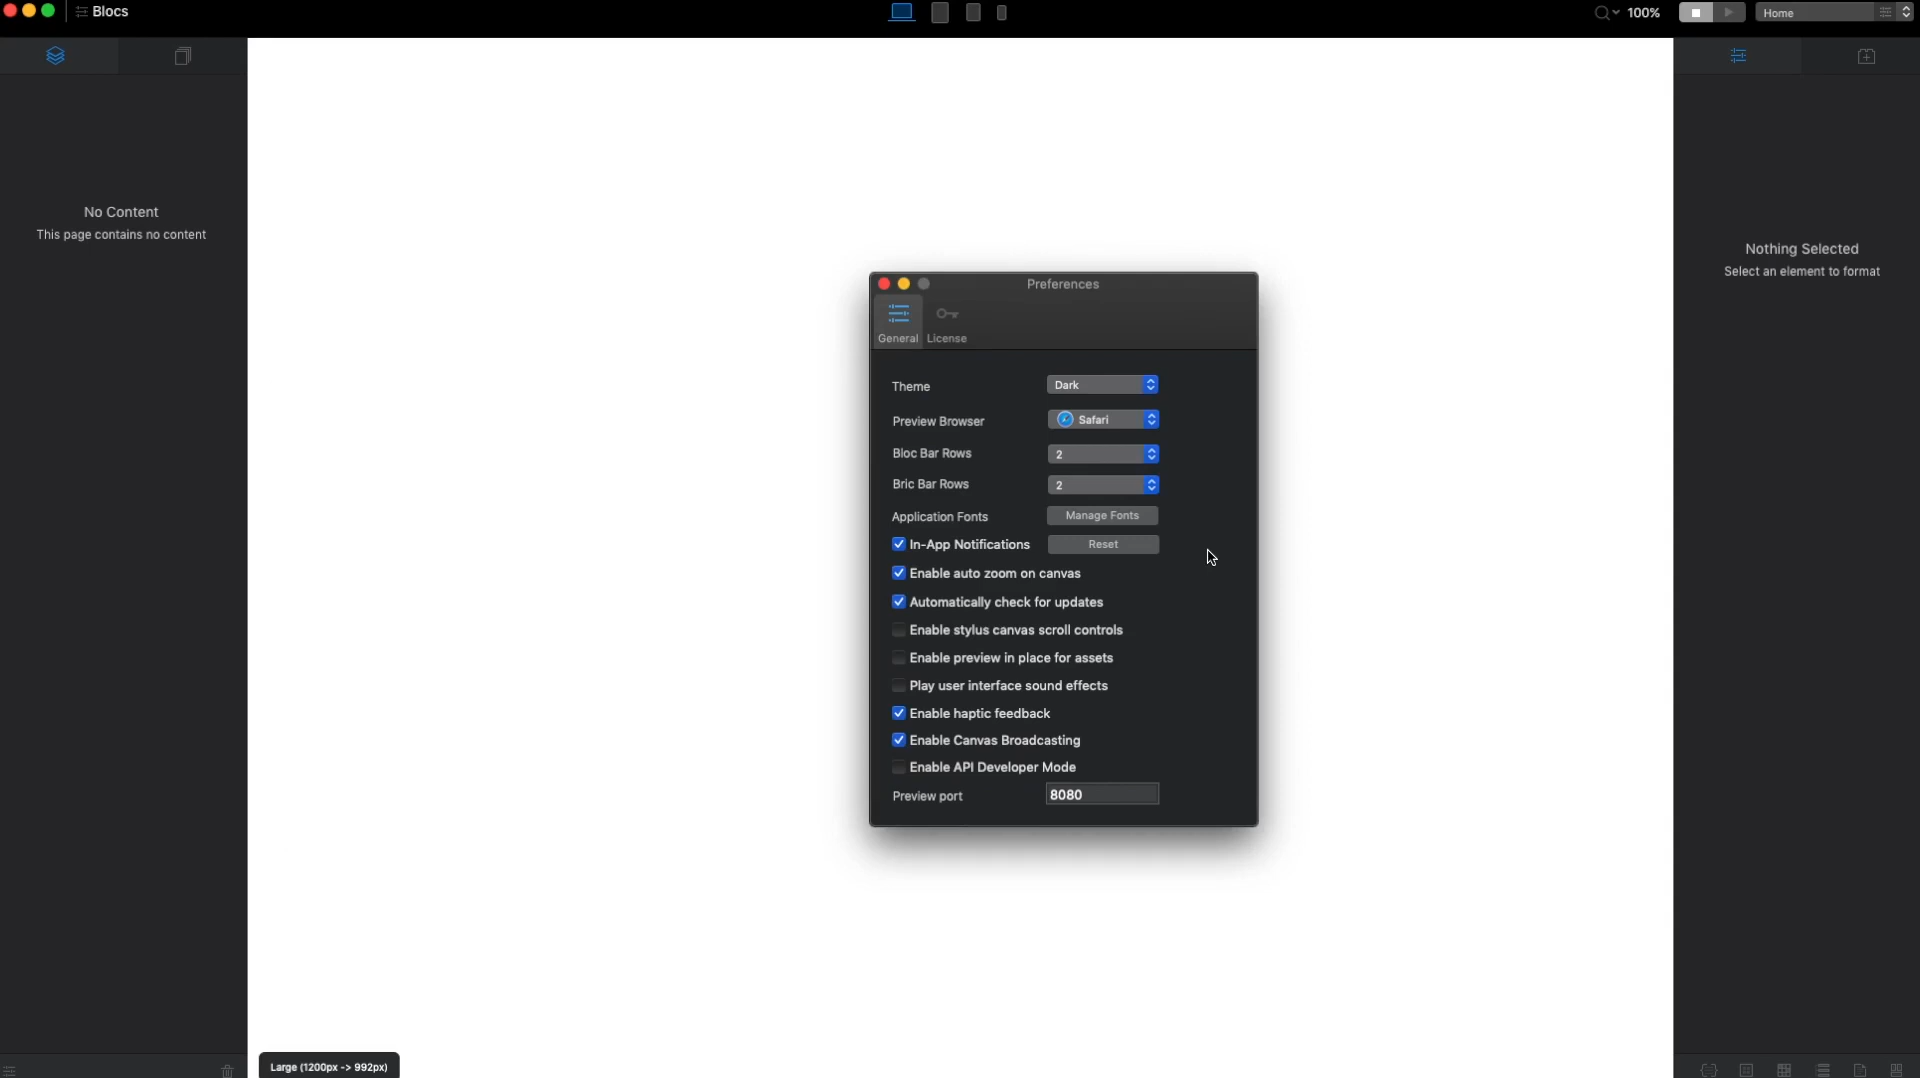 Blocs
100%
Home
No Content
This page contains no content
Nothing Selected
Select an element to format
Preferences
General
License
Theme
Dark
Preview Browser
Safari
Bloc Bar Rows
2
Bric Bar Rows
2
Application Fonts
Manage Fonts
In-App Notifications
Reset
Enable auto zoom on canvas
Automatically check for updates
Enable stylus canvas scroll controls
Enable preview in place for assets
Play user interface sound effects
Enable haptic feedback
Enable Canvas Broadcasting
Enable API Developer Mode
Preview port
8080
Large (1200px -> 992px)